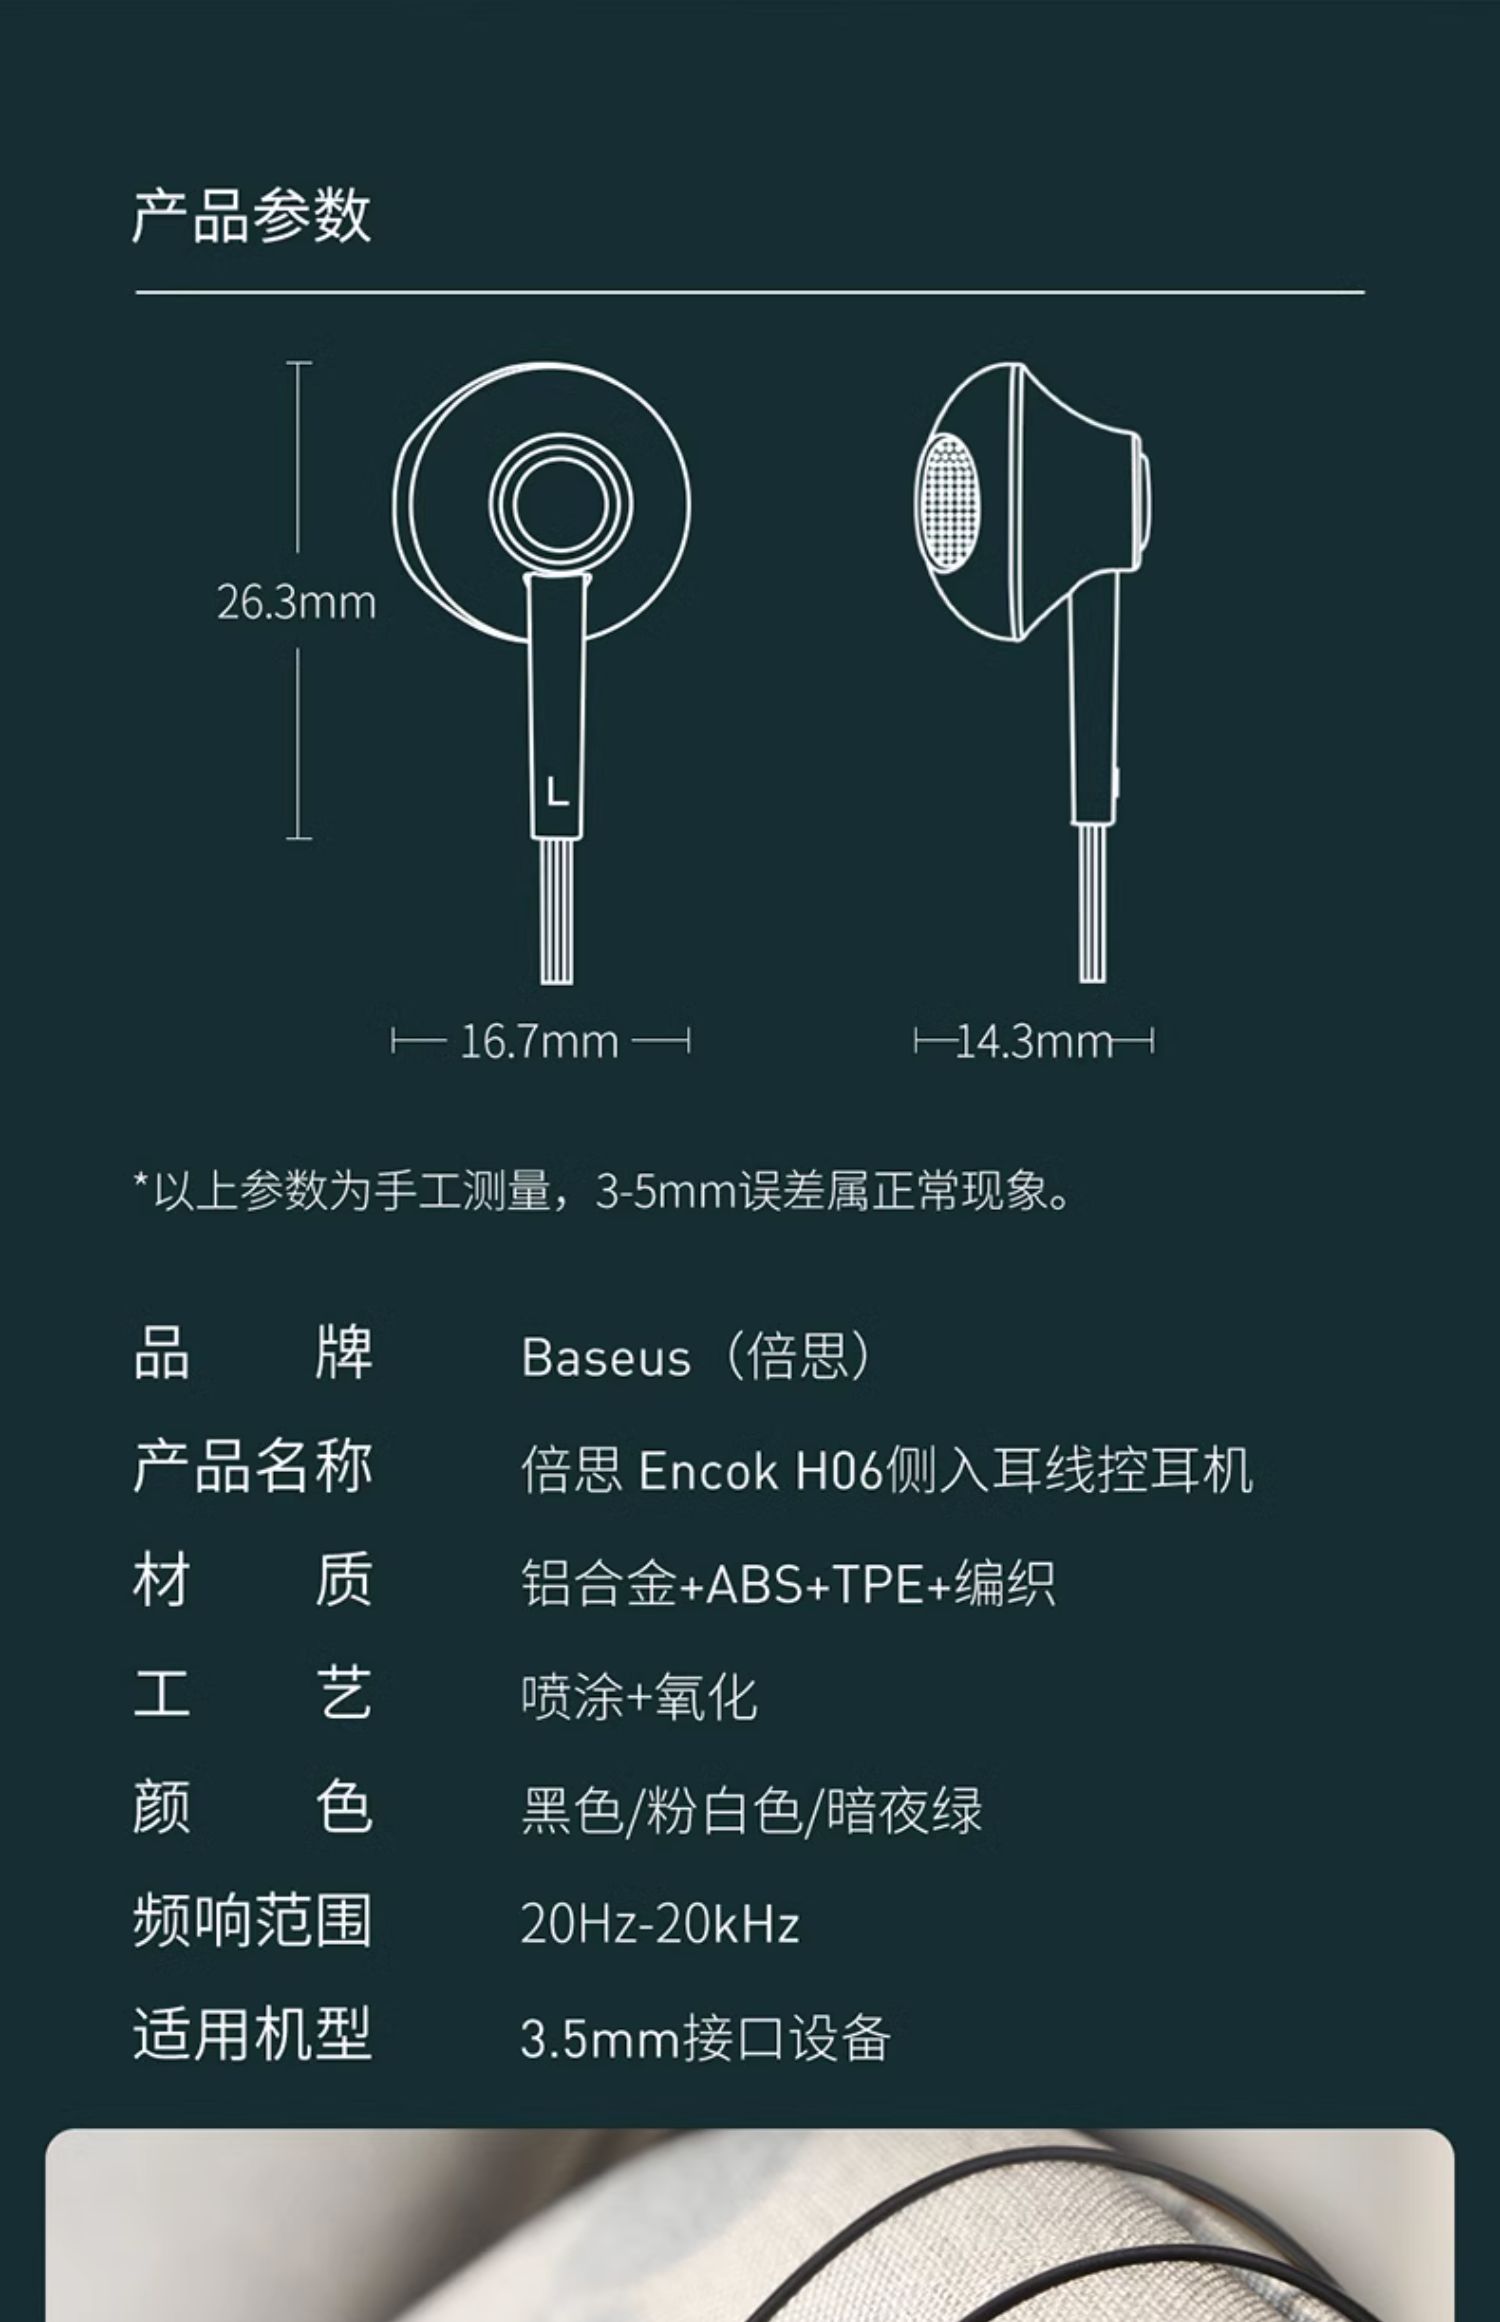 产品参数
26.3mm
L
16.7mm
14.3mm
*以上参数为手工测量，3-5mm误差属正常现象。
品牌 Baseus（倍思）
产品名称 倍思 Encok H06侧入耳线控耳机
材质 铝合金+ABS+TPE+编织
工艺 喷涂+氧化
颜色 黑色/粉白色/暗夜绿
频响范围 20Hz-20kHz
适用机型 3.5mm接口设备